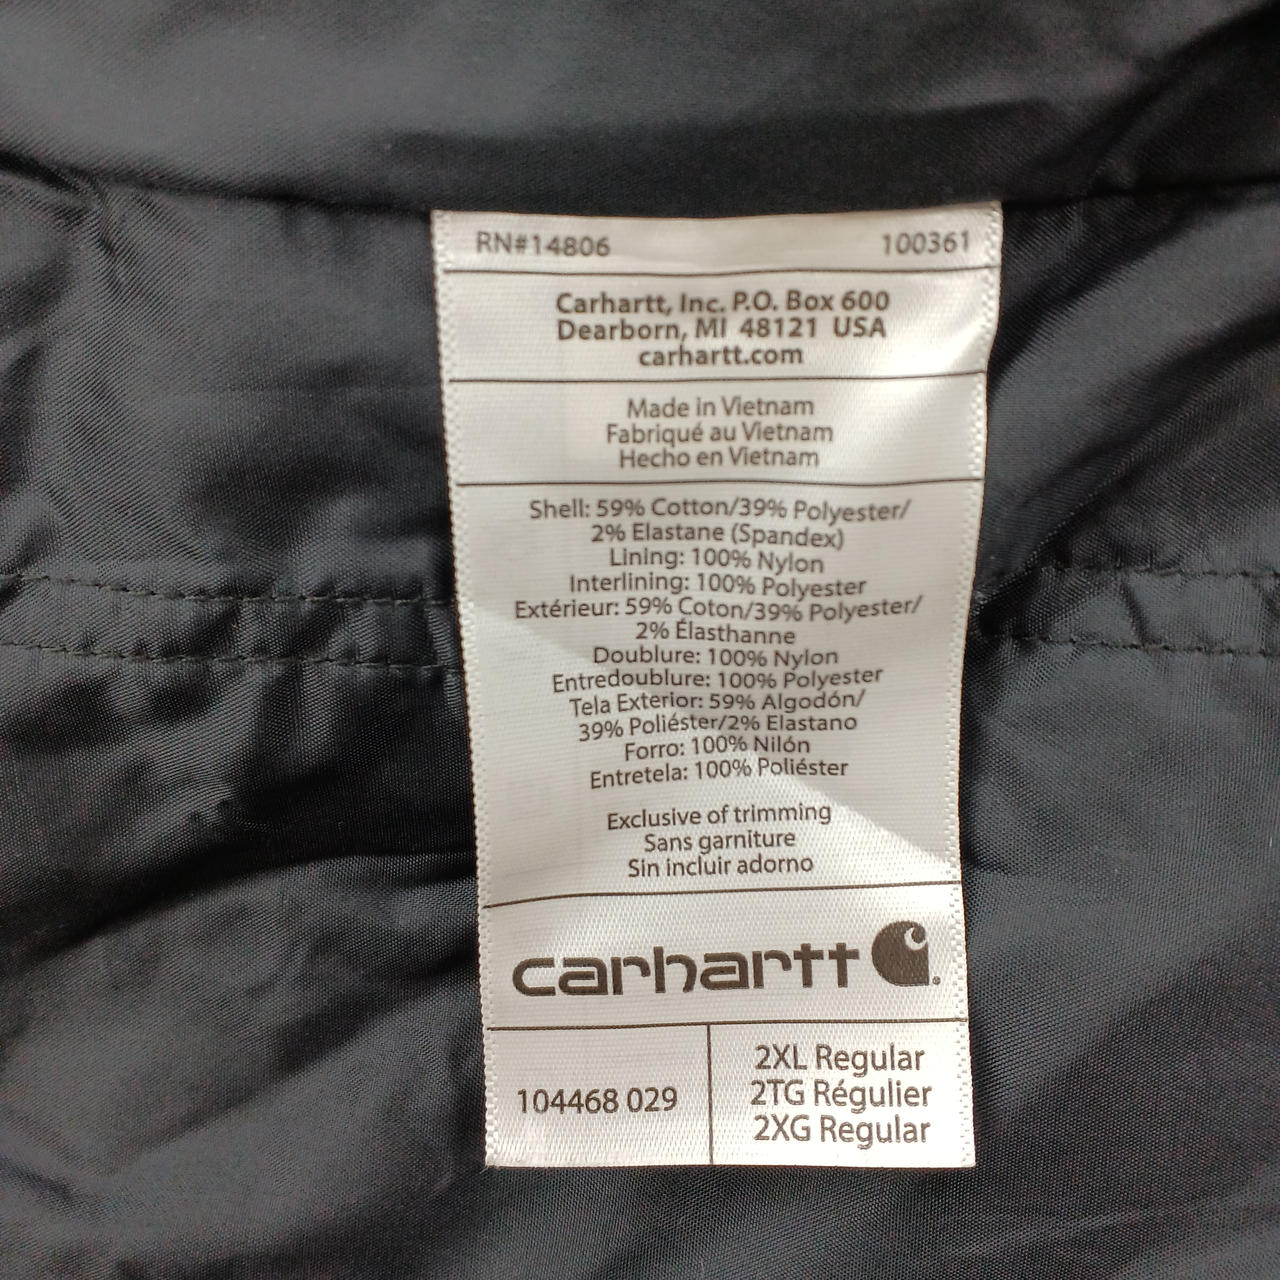 RN#14806 100361
Carhartt, Inc. P.O. Box 600
Dearborn, MI 48121 USA
carhartt.com
Made in Vietnam
Fabriqué au Vietnam
Hecho en Vietnam
Shell: 59% Cotton/39% Polyester/
2% Elastane (Spandex)
Lining: 100% Nylon
Interlining: 100% Polyester
Extérieur: 59% Coton/39% Polyester/
2% Élasthanne
Doublure: 100% Nylon
Entredoublure: 100% Polyester
Tela Exterior: 59% Algodón/
39% Poliéster/2% Elastano
Forro: 100% Nilón
Entretela: 100% Poliéster
Exclusive of trimming
Sans garniture
Sin incluir adorno
carhartt
104468 029
2XL Regular
2TG Régulier
2XG Regular